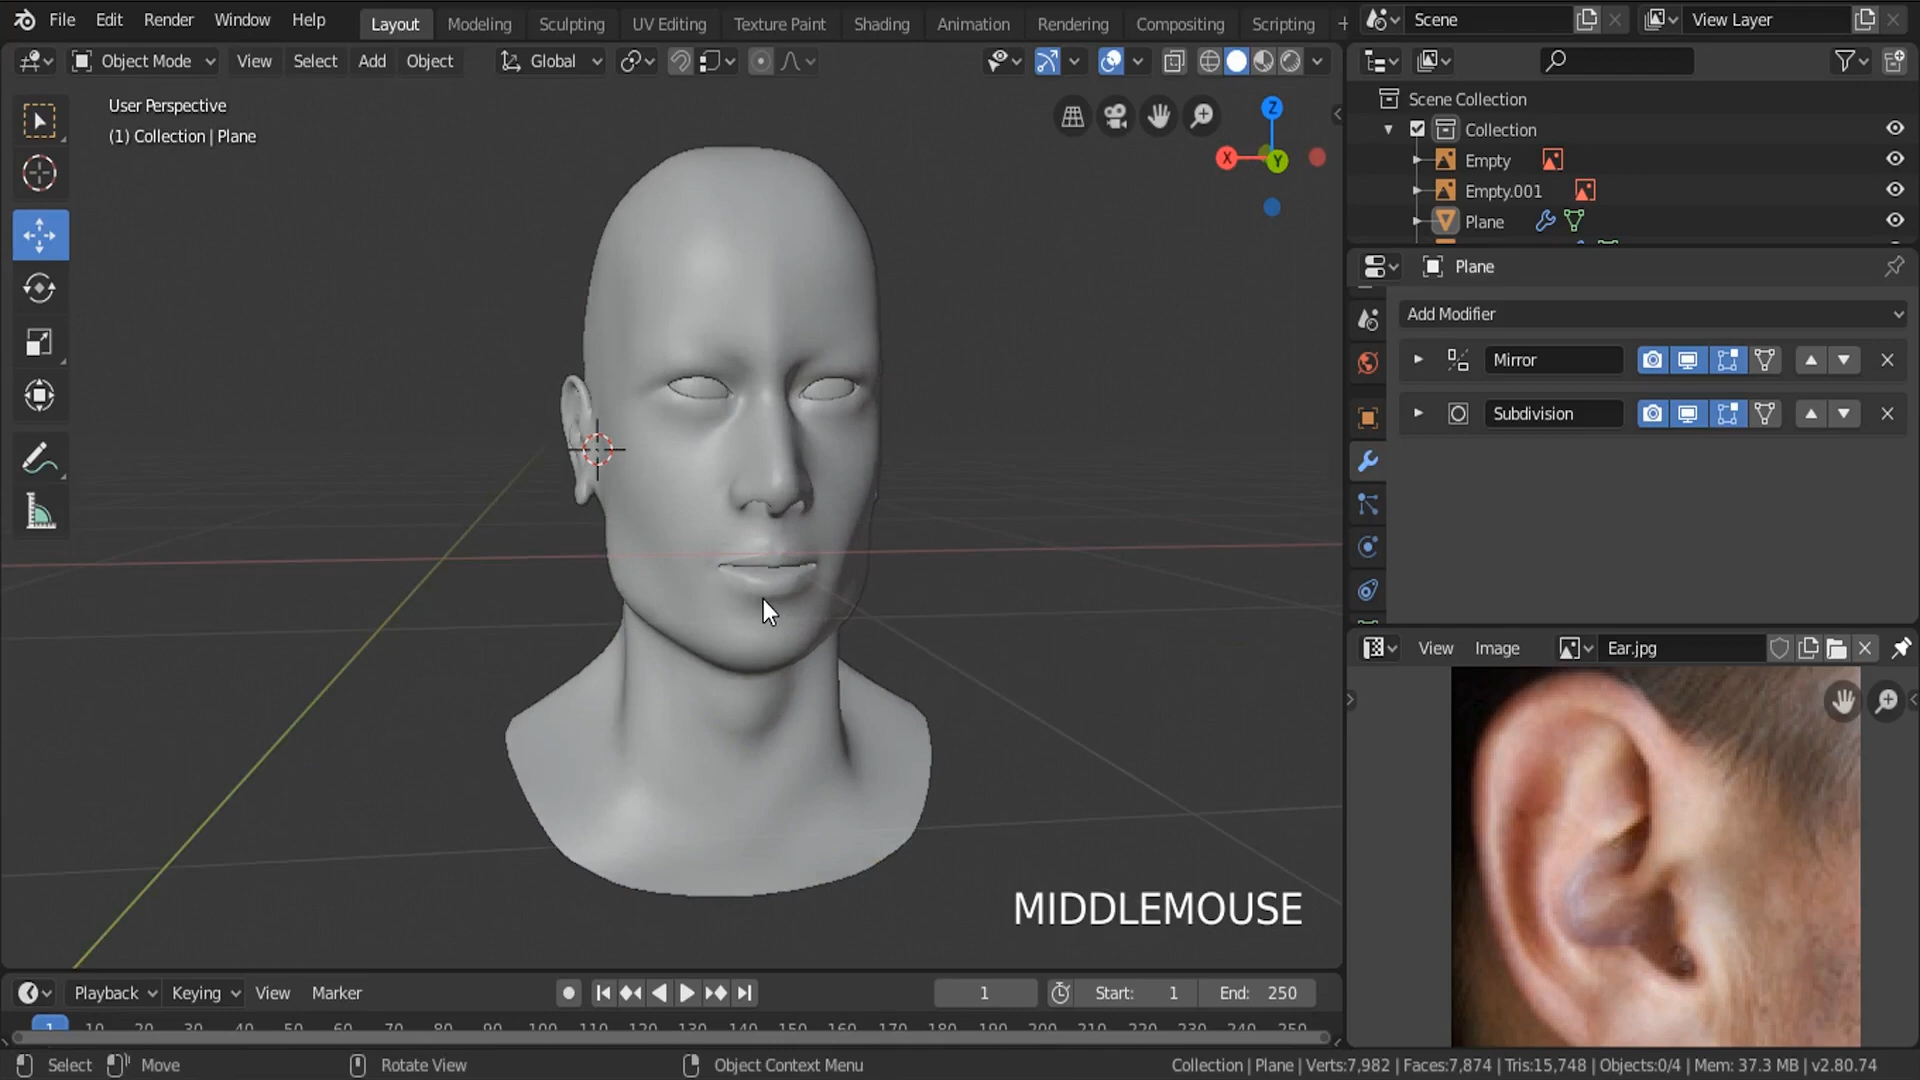 File Edit Render Window Help Layout Modeling Sculpting UV Editing Texture Paint Shading Animation Rendering Compositing Scripting + Scene View Layer
Object Mode View Select Add Object Global
User Perspective
(1) Collection | Plane
Z
X
Y
Scene Collection
Collection
Empty
Empty.001
Plane
Plane
Add Modifier
Mirror
Subdivision
View Image Ear.jpg
MIDDLEMOUSE
Playback Keying View Marker 1 Start: 1 End: 250
1 10 20 30 40 50 60 70 80 90 100 110 120 130 140 150 160 170 180 190 200 210 220 230 240 250
Select Move Rotate View Object Context Menu Collection | Plane | Verts:7,982 | Faces:7,874 | Tris:15,748 | Objects:0/4 | Mem: 37.3 MB | v2.80.74